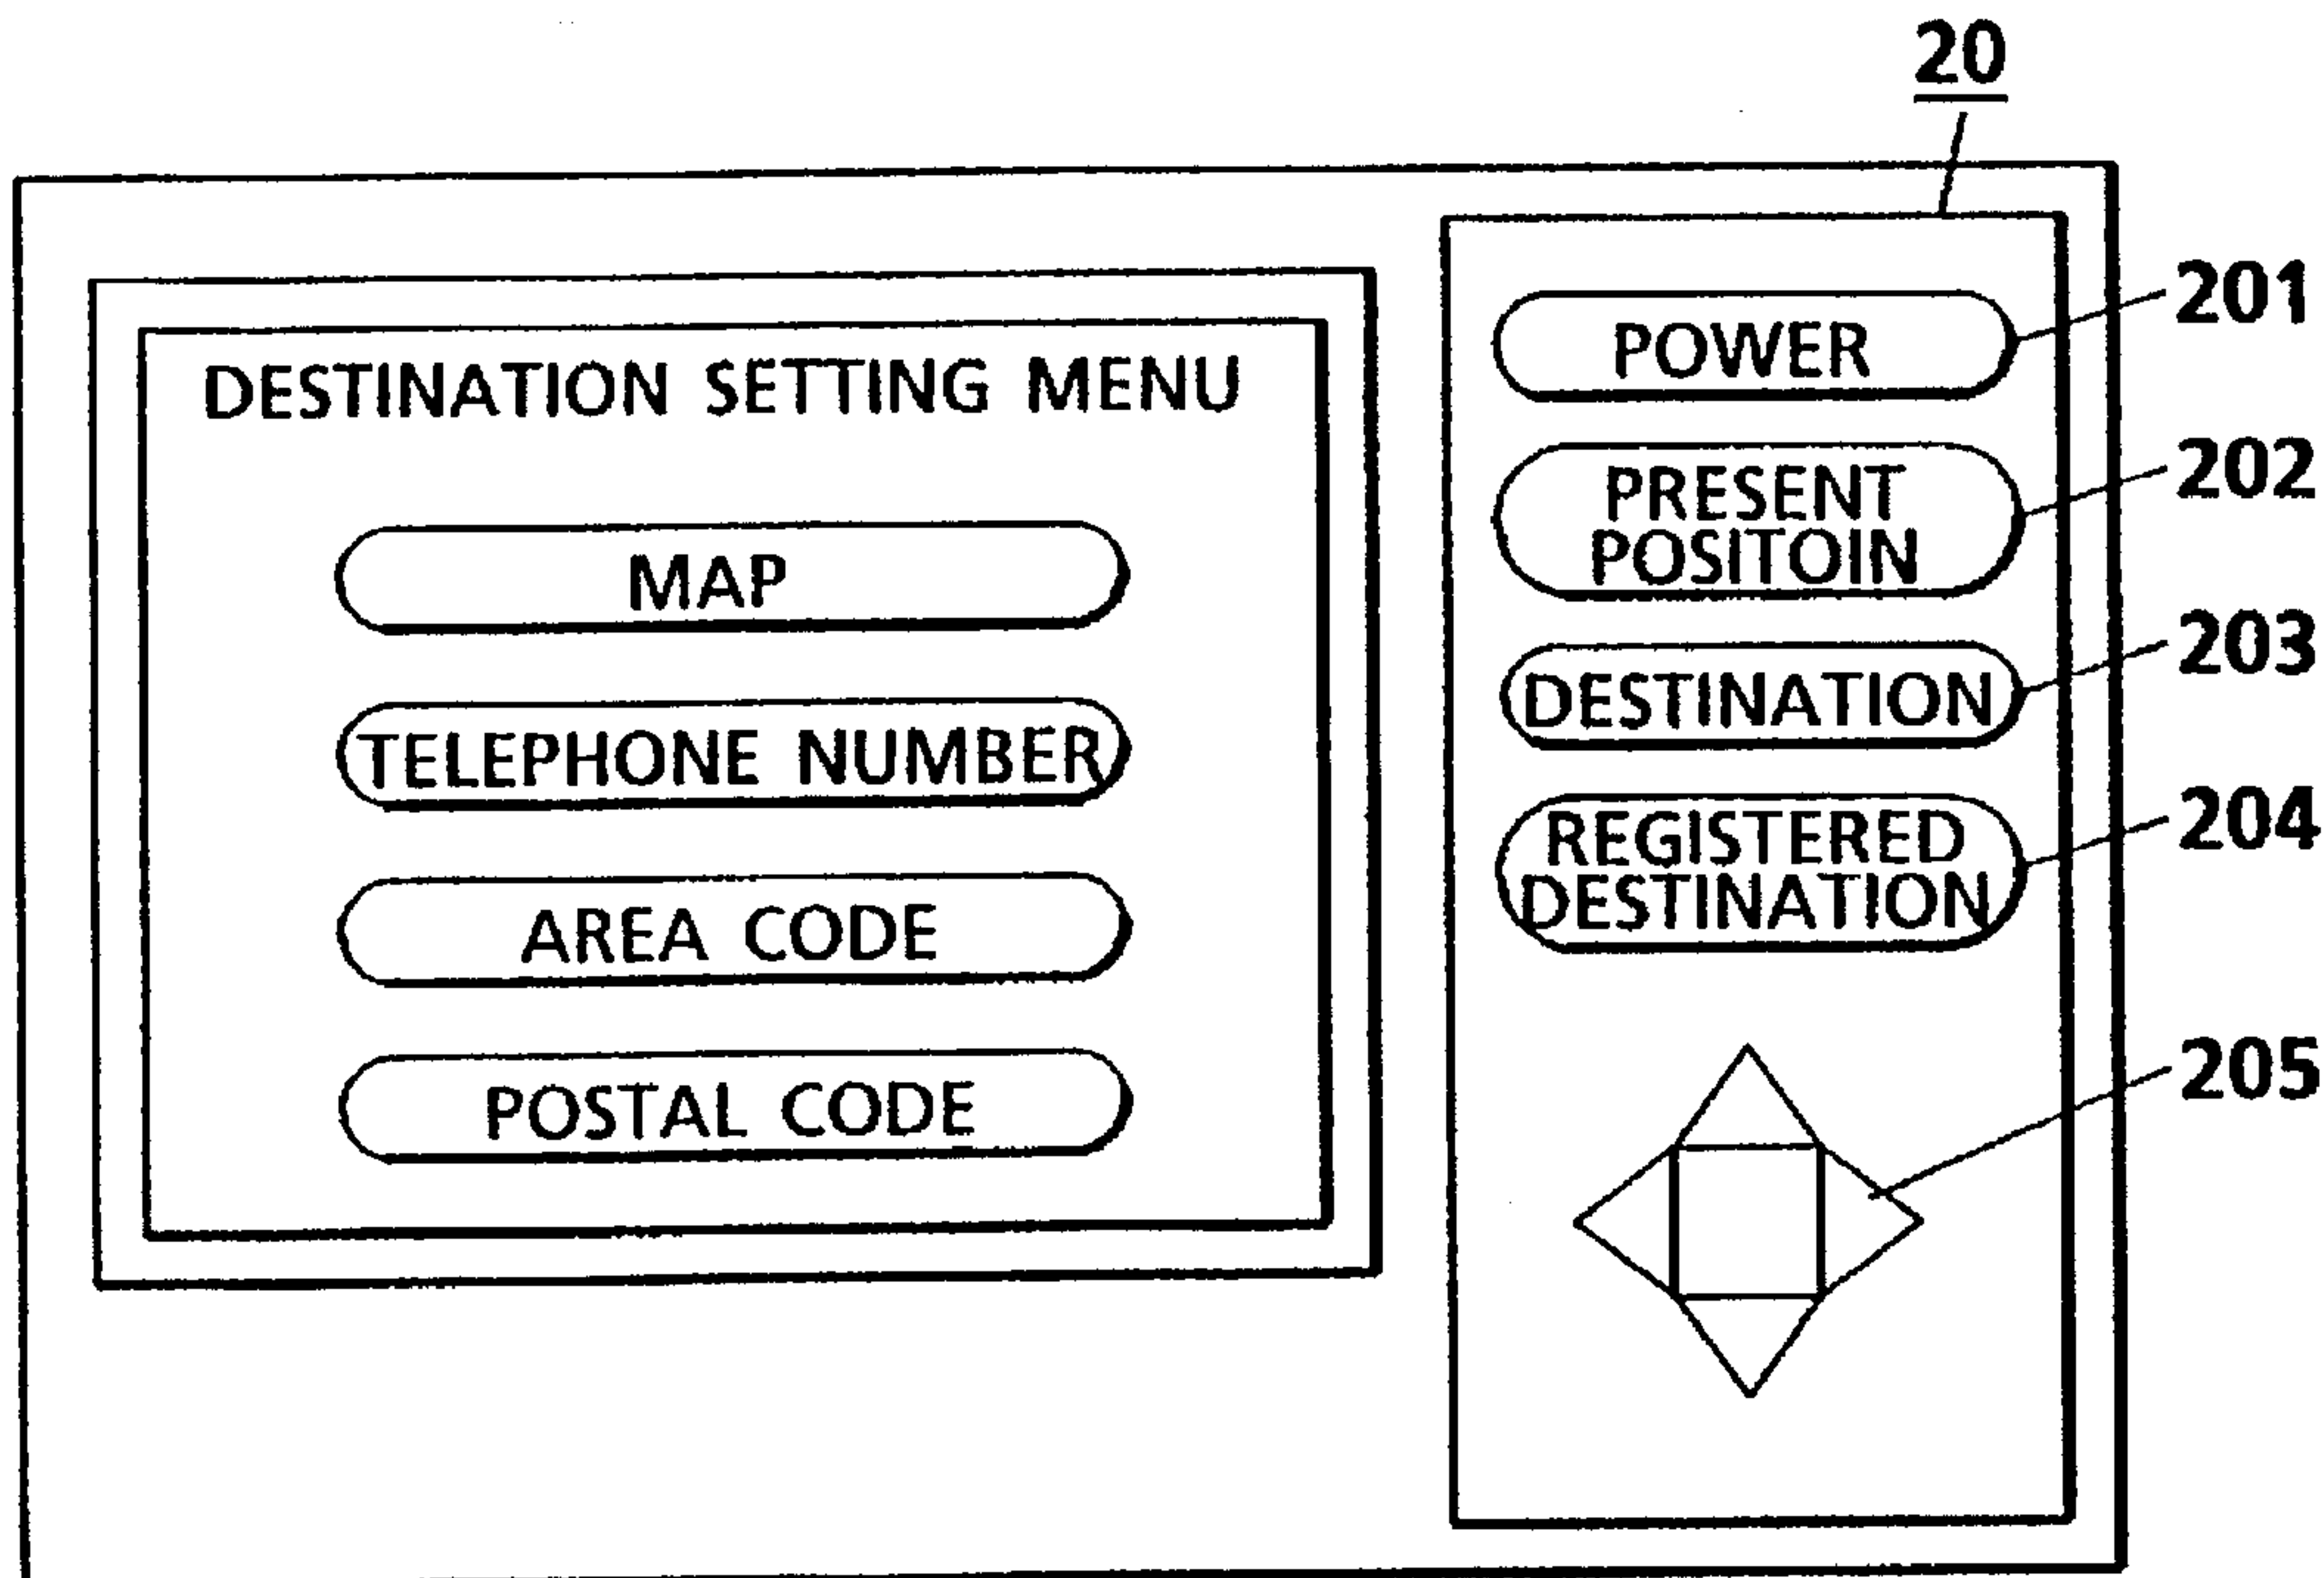 20
DESTINATION SETTING MENU
MAP
TELEPHONE NUMBER
AREA CODE
POSTAL CODE
POWER
201
PRESENT
POSITOIN
202
DESTINATION
203
REGISTERED
DESTINATION
204
205